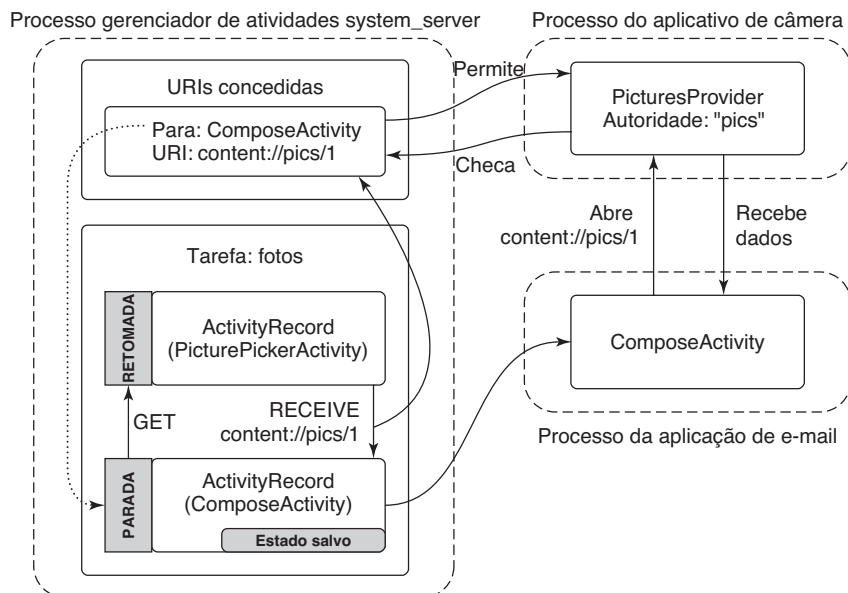 Processo gerenciador de atividades system_server
Processo do aplicativo de câmera
URIs concedidas
Para: ComposeActivity
URI: content://pics/1
Permite
Checa
PicturesProvider
Autoridade: "pics"
Abre
content://pics/1
Recebe
dados
Tarefa: fotos
RETOMADA
ActivityRecord
(PicturePickerActivity)
GET
RECEIVE
content://pics/1
PARADA
ActivityRecord
(ComposeActivity)
Estado salvo
ComposeActivity
Processo da aplicação de e-mail